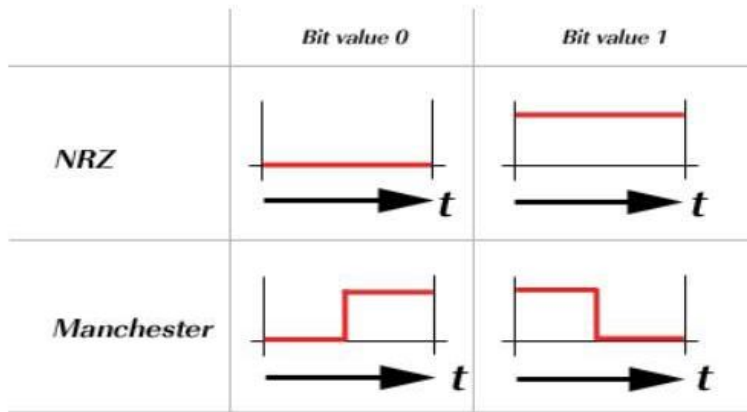 Bit value 0
Bit value 1
NRZ
t
t
Manchester
t
t